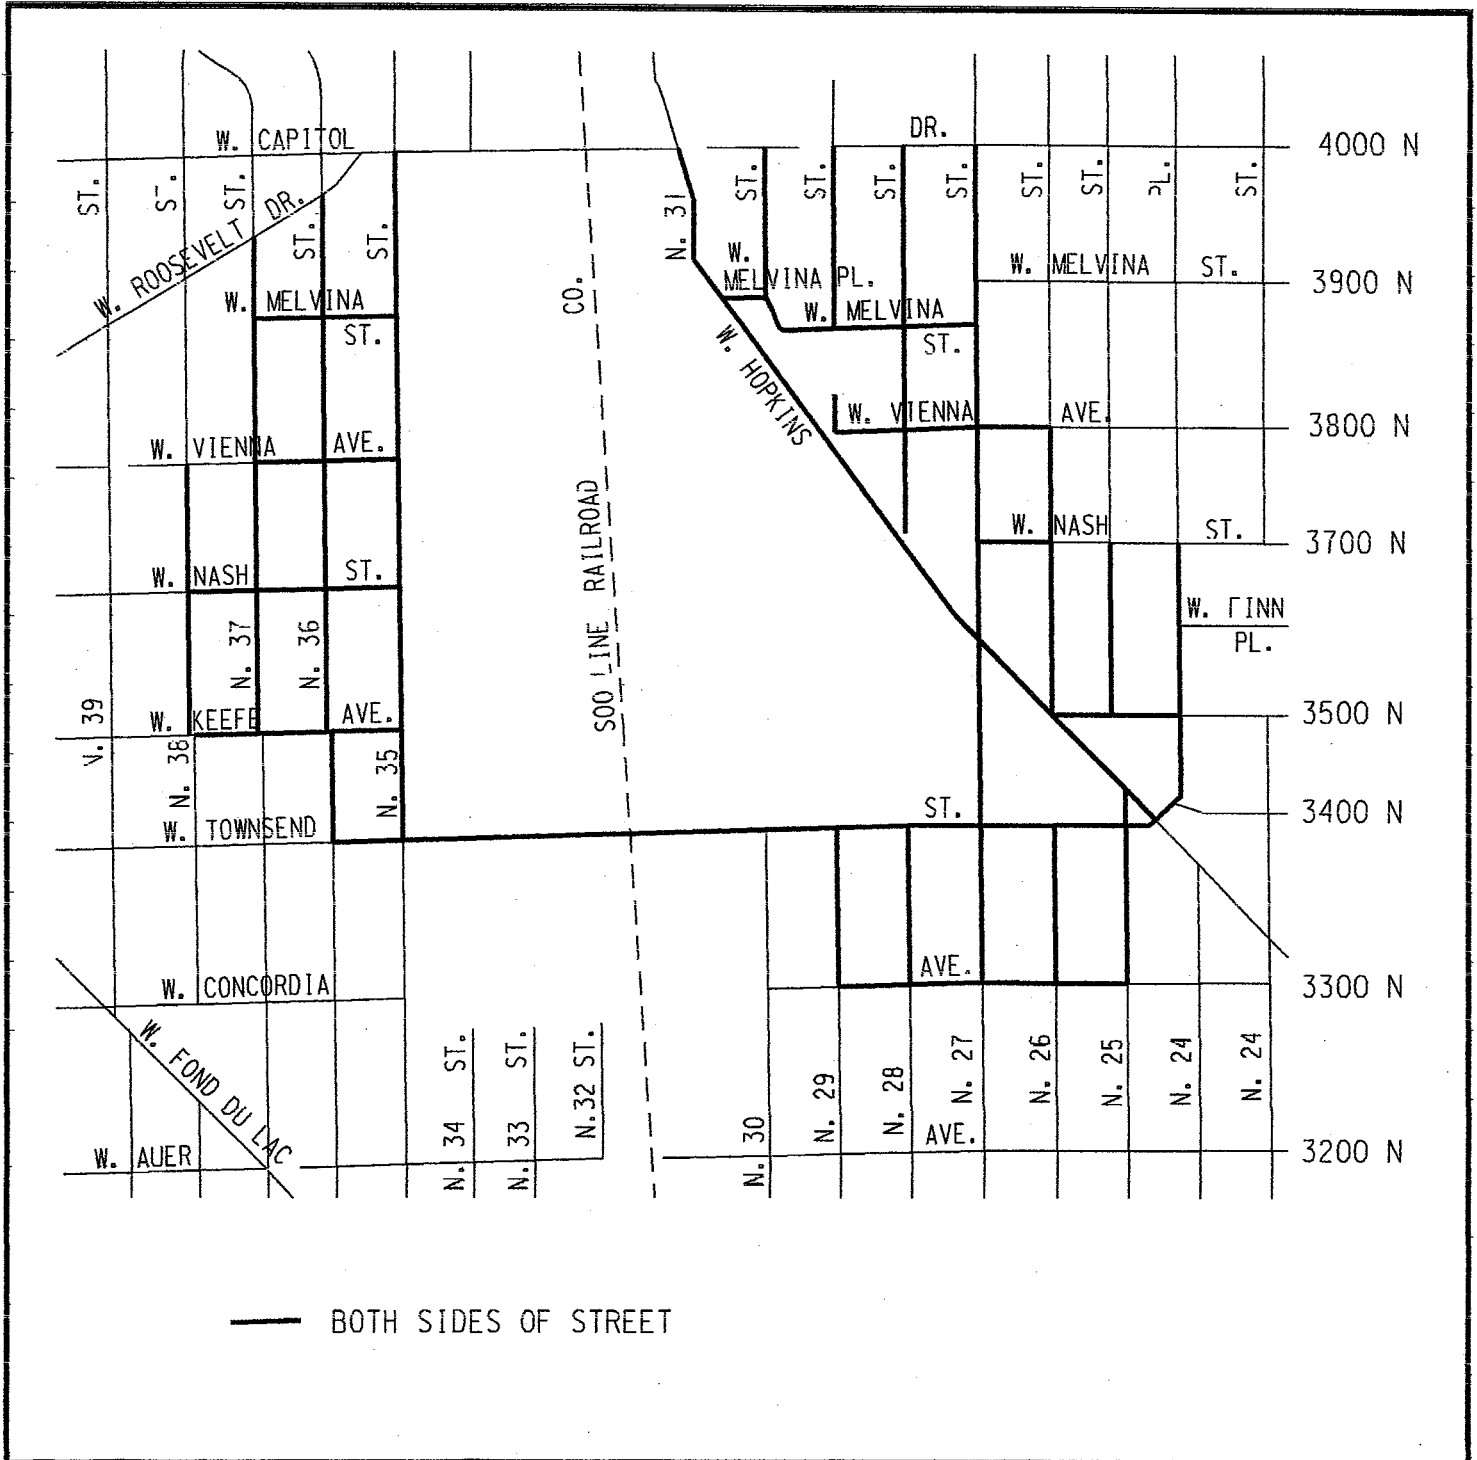 W. CAPITOL
DR.
4000 N
ST.
ST.
ST.
ST.
ST.
ST.
ST.
ST.
ST.
ST.
ST.
PL.
ST.
W. ROOSEVELT DR.
N. 31
W.
MELVINA PL.
W. MELVINA ST.
3900 N
W. MELVINA
ST.
W. MELVINA
ST.
CO.
W. HOPKINS
W. VIENNA AVE.
3800 N
W. VIENNA AVE.
SOO LINE RAILROAD
W. NASH ST.
3700 N
W. NASH ST.
W. FINN
PL.
N. 39
N. 38
N. 37
N. 36
N. 35
W. KEEFE AVE.
3500 N
ST.
3400 N
W. TOWNSEND
AVE.
3300 N
W. CONCORDIA
W. FOND DU LAC
N. 34 ST.
N. 33 ST.
N. 32 ST.
N. 30
N. 29
N. 28
N. 27
N. 26
N. 25
N. 24
N. 24
W. AUER
AVE.
3200 N
BOTH SIDES OF STREET